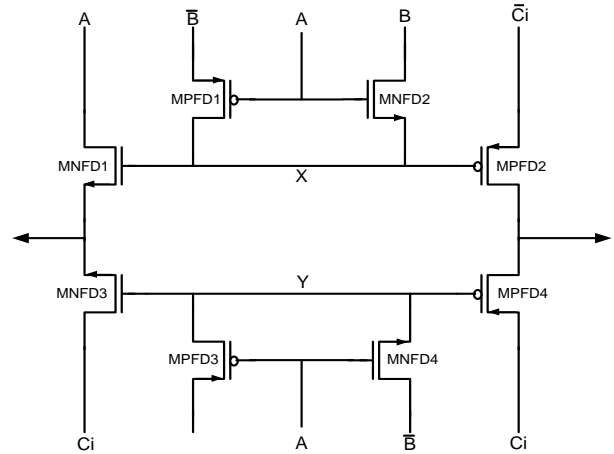 A B̅ A B C̅i
MPFD1 MNFD2
MNFD1 X MPFD2
MNFD3 Y MPFD4
MPFD3 MNFD4
Ci A B̅ Ci